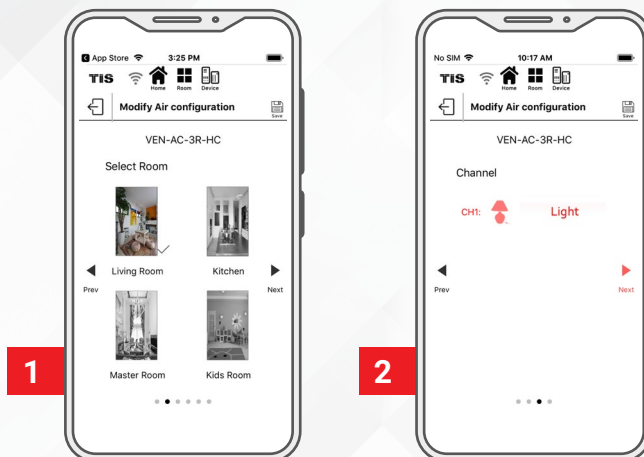 App Store 3:25 PM
TIS
Home Room Device
Modify Air configuration
Save
VEN-AC-3R-HC
Select Room
Living Room Kitchen
Prev Next
Master Room Kids Room
1
No SIM 10:17 AM
TIS
Home Room Device
Modify Air configuration
Save
VEN-AC-3R-HC
Channel
CH1: Light
Prev Next
2